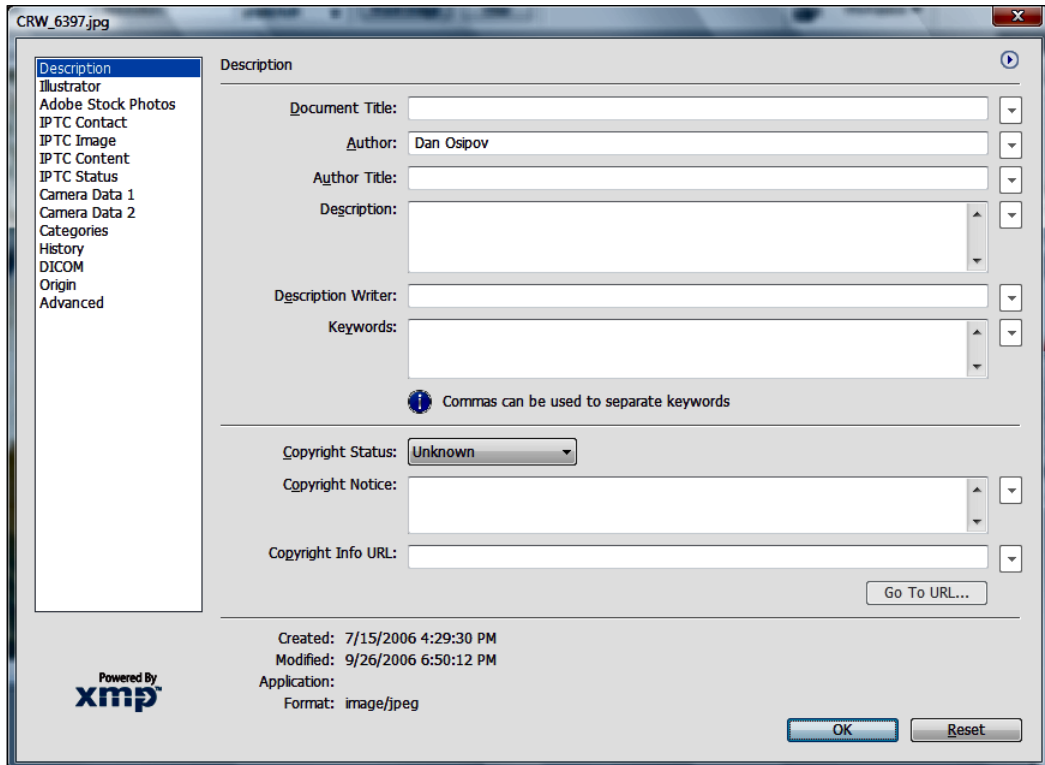 CRW_6397.jpg
Description
Illustrator
Adobe Stock Photos
IPTC Contact
IPTC Image
IPTC Content
IPTC Status
Camera Data 1
Camera Data 2
Categories
History
DICOM
Origin
Advanced
Powered By
xmp™
Description
Document Title:
Author: Dan Osipov
Author Title:
Description:
Description Writer:
Keywords:
Commas can be used to separate keywords
Copyright Status: Unknown
Copyright Notice:
Copyright Info URL:
Go To URL...
Created: 7/15/2006 4:29:30 PM
Modified: 9/26/2006 6:50:12 PM
Application:
Format: image/jpeg
OK
Reset